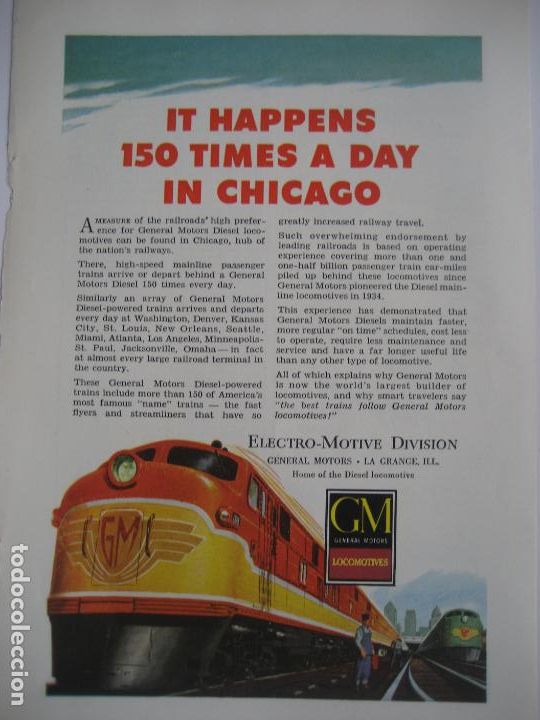 IT HAPPENS
150 TIMES A DAY
IN CHICAGO
A MEASURE of the railroads' high prefer-
ence for General Motors Diesel loco-
motives can be found in Chicago, hub of
the nation's railways.
There, high-speed mainline passenger
trains arrive or depart behind a General
Motors Diesel 150 times every day.
Similarly an array of General Motors
Diesel-powered trains arrives and departs
every day at Washington, Denver, Kansas
City, St. Louis, New Orleans, Seattle,
Miami, Atlanta, Los Angeles, Minneapolis-
St. Paul, Jacksonville, Omaha — in fact
at almost every large railroad terminal in
the country.
These General Motors Diesel-powered
trains include more than 150 of America's
most famous "name" trains — the fast
flyers and streamliners that have so
greatly increased railway travel.
Such overwhelming endorsement by
leading railroads is based on operating
experience covering more than one and
one-half billion passenger train car-miles
piled up behind these locomotives since
General Motors pioneered the Diesel main-
line locomotives in 1934.
This experience has demonstrated that
General Motors Diesels maintain faster,
more regular "on time" schedules, cost less
to operate, require less maintenance and
service and have a far longer useful life
than any other type of locomotive.
All of which explains why General Motors
is now the world's largest builder of
locomotives, and why smart travelers say
"the best trains follow General Motors
locomotives!"
ELECTRO-MOTIVE DIVISION
GENERAL MOTORS • LA GRANGE, ILL.
Home of the Diesel locomotive
GM
GENERAL MOTORS
LOCOMOTIVES
GM
todocoleccion